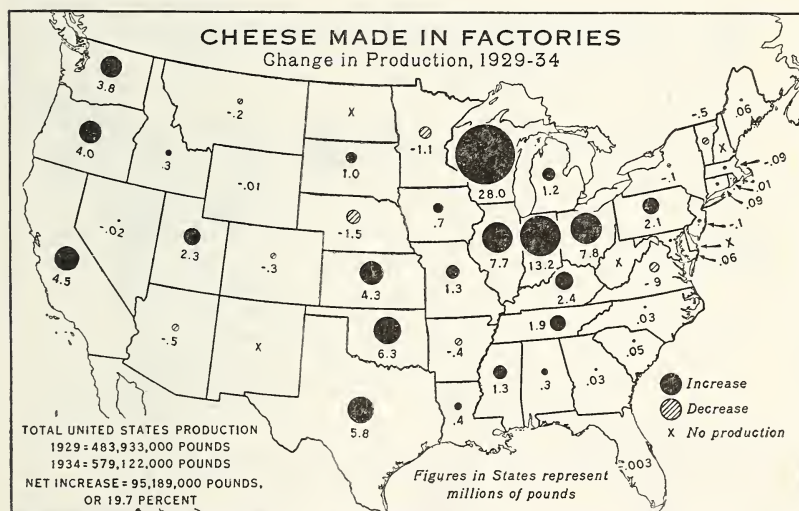 CHEESE MADE IN FACTORIES
Change in Production, 1929-34
3.8
-.2
X
-1.1
-.5
.06
4.0
.3
1.0
28.0
1.2
-.1
X
-.09
.01
.09
-.01
-.02
-1.5
.7
2.1
-.1
X
.06
4.5
2.3
-.3
4.3
1.3
7.7
13.2
7.8
X
-.9
2.4
-.5
X
6.3
-.4
1.9
.03
.05
5.8
.4
1.3
.3
.03
-.003
Increase
Decrease
X No production
TOTAL UNITED STATES PRODUCTION
1929=483,933,000 POUNDS
1934=579,122,000 POUNDS
NET INCREASE=95,189,000 POUNDS,
OR 19.7 PERCENT
Figures in States represent
millions of pounds